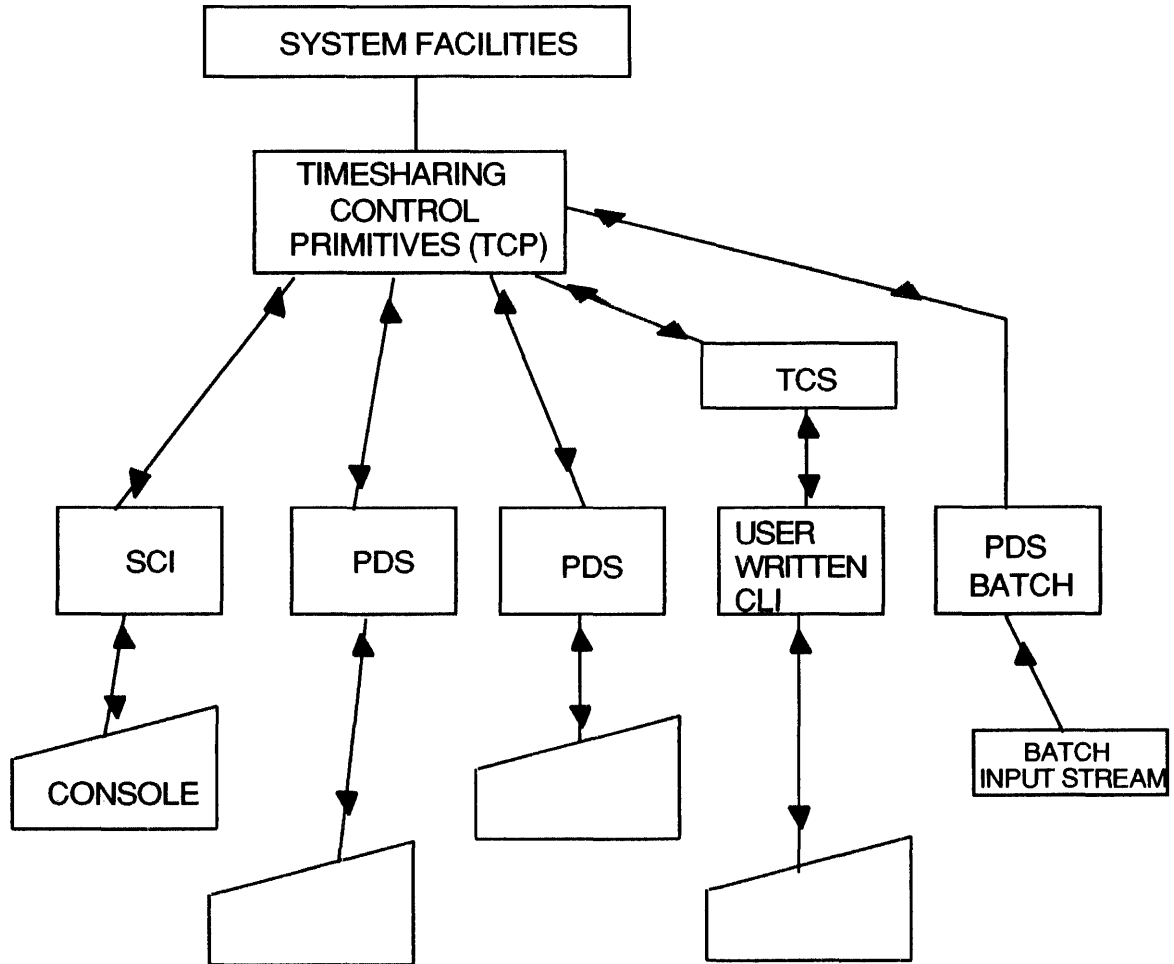 SYSTEM FACILITIES
TIMESHARING
CONTROL
PRIMITIVES (TCP)
TCS
SCI
PDS
PDS
USER
WRITTEN
CLI
PDS
BATCH
CONSOLE
BATCH
INPUT STREAM